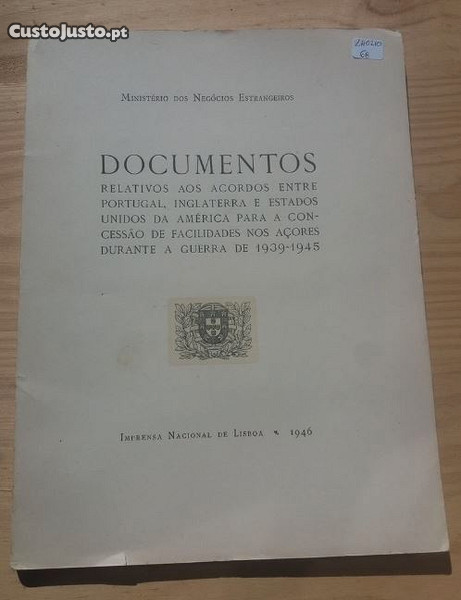 CustoJusto.pt
MINISTÉRIO DOS NEGÓCIOS ESTRANGEIROS
DOCUMENTOS
RELATIVOS AOS ACORDOS ENTRE
PORTUGAL, INGLATERRA E ESTADOS
UNIDOS DA AMÉRICA PARA A CON-
CESSÃO DE FACILIDADES NOS AÇORES
DURANTE A GUERRA DE 1939-1945
IMPRENSA NACIONAL DE LISBOA 1946